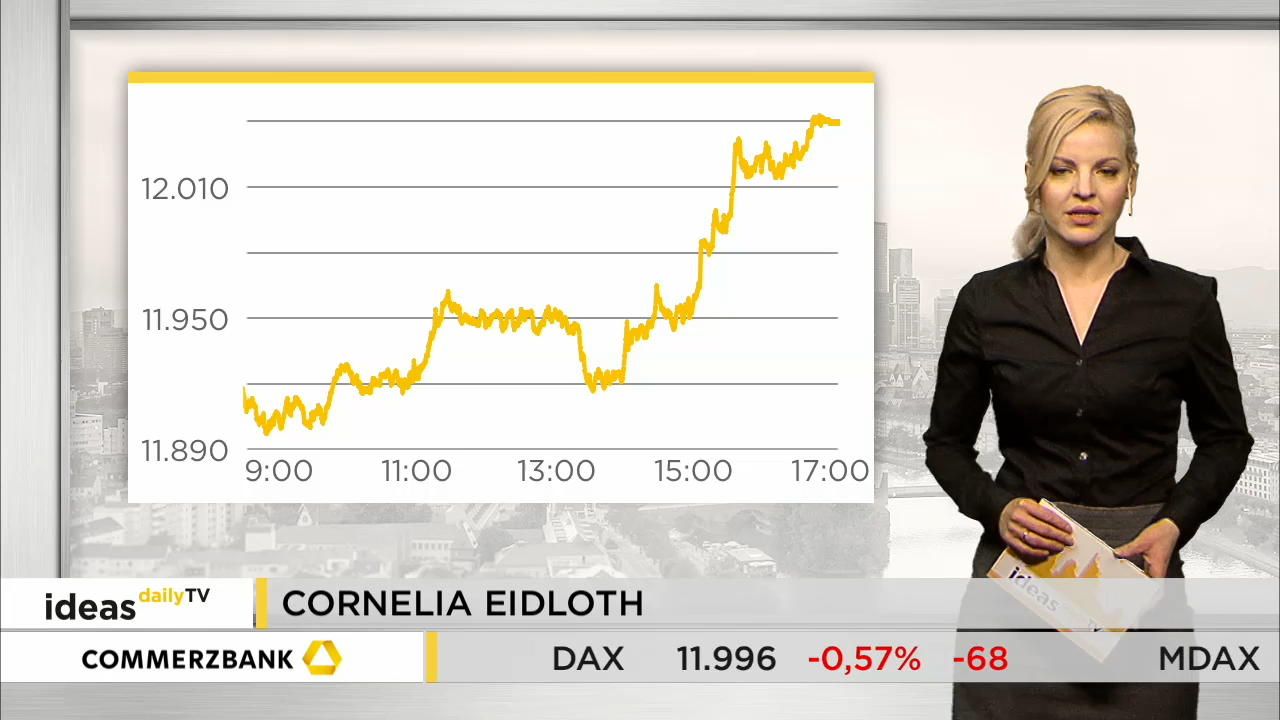 12.010
11.950
11.890
9:00 11:00 13:00 15:00 17:00
ideas
ideas dailyTV
CORNELIA EIDLOTH
COMMERZBANK
DAX 11.996 -0,57% -68 MDAX